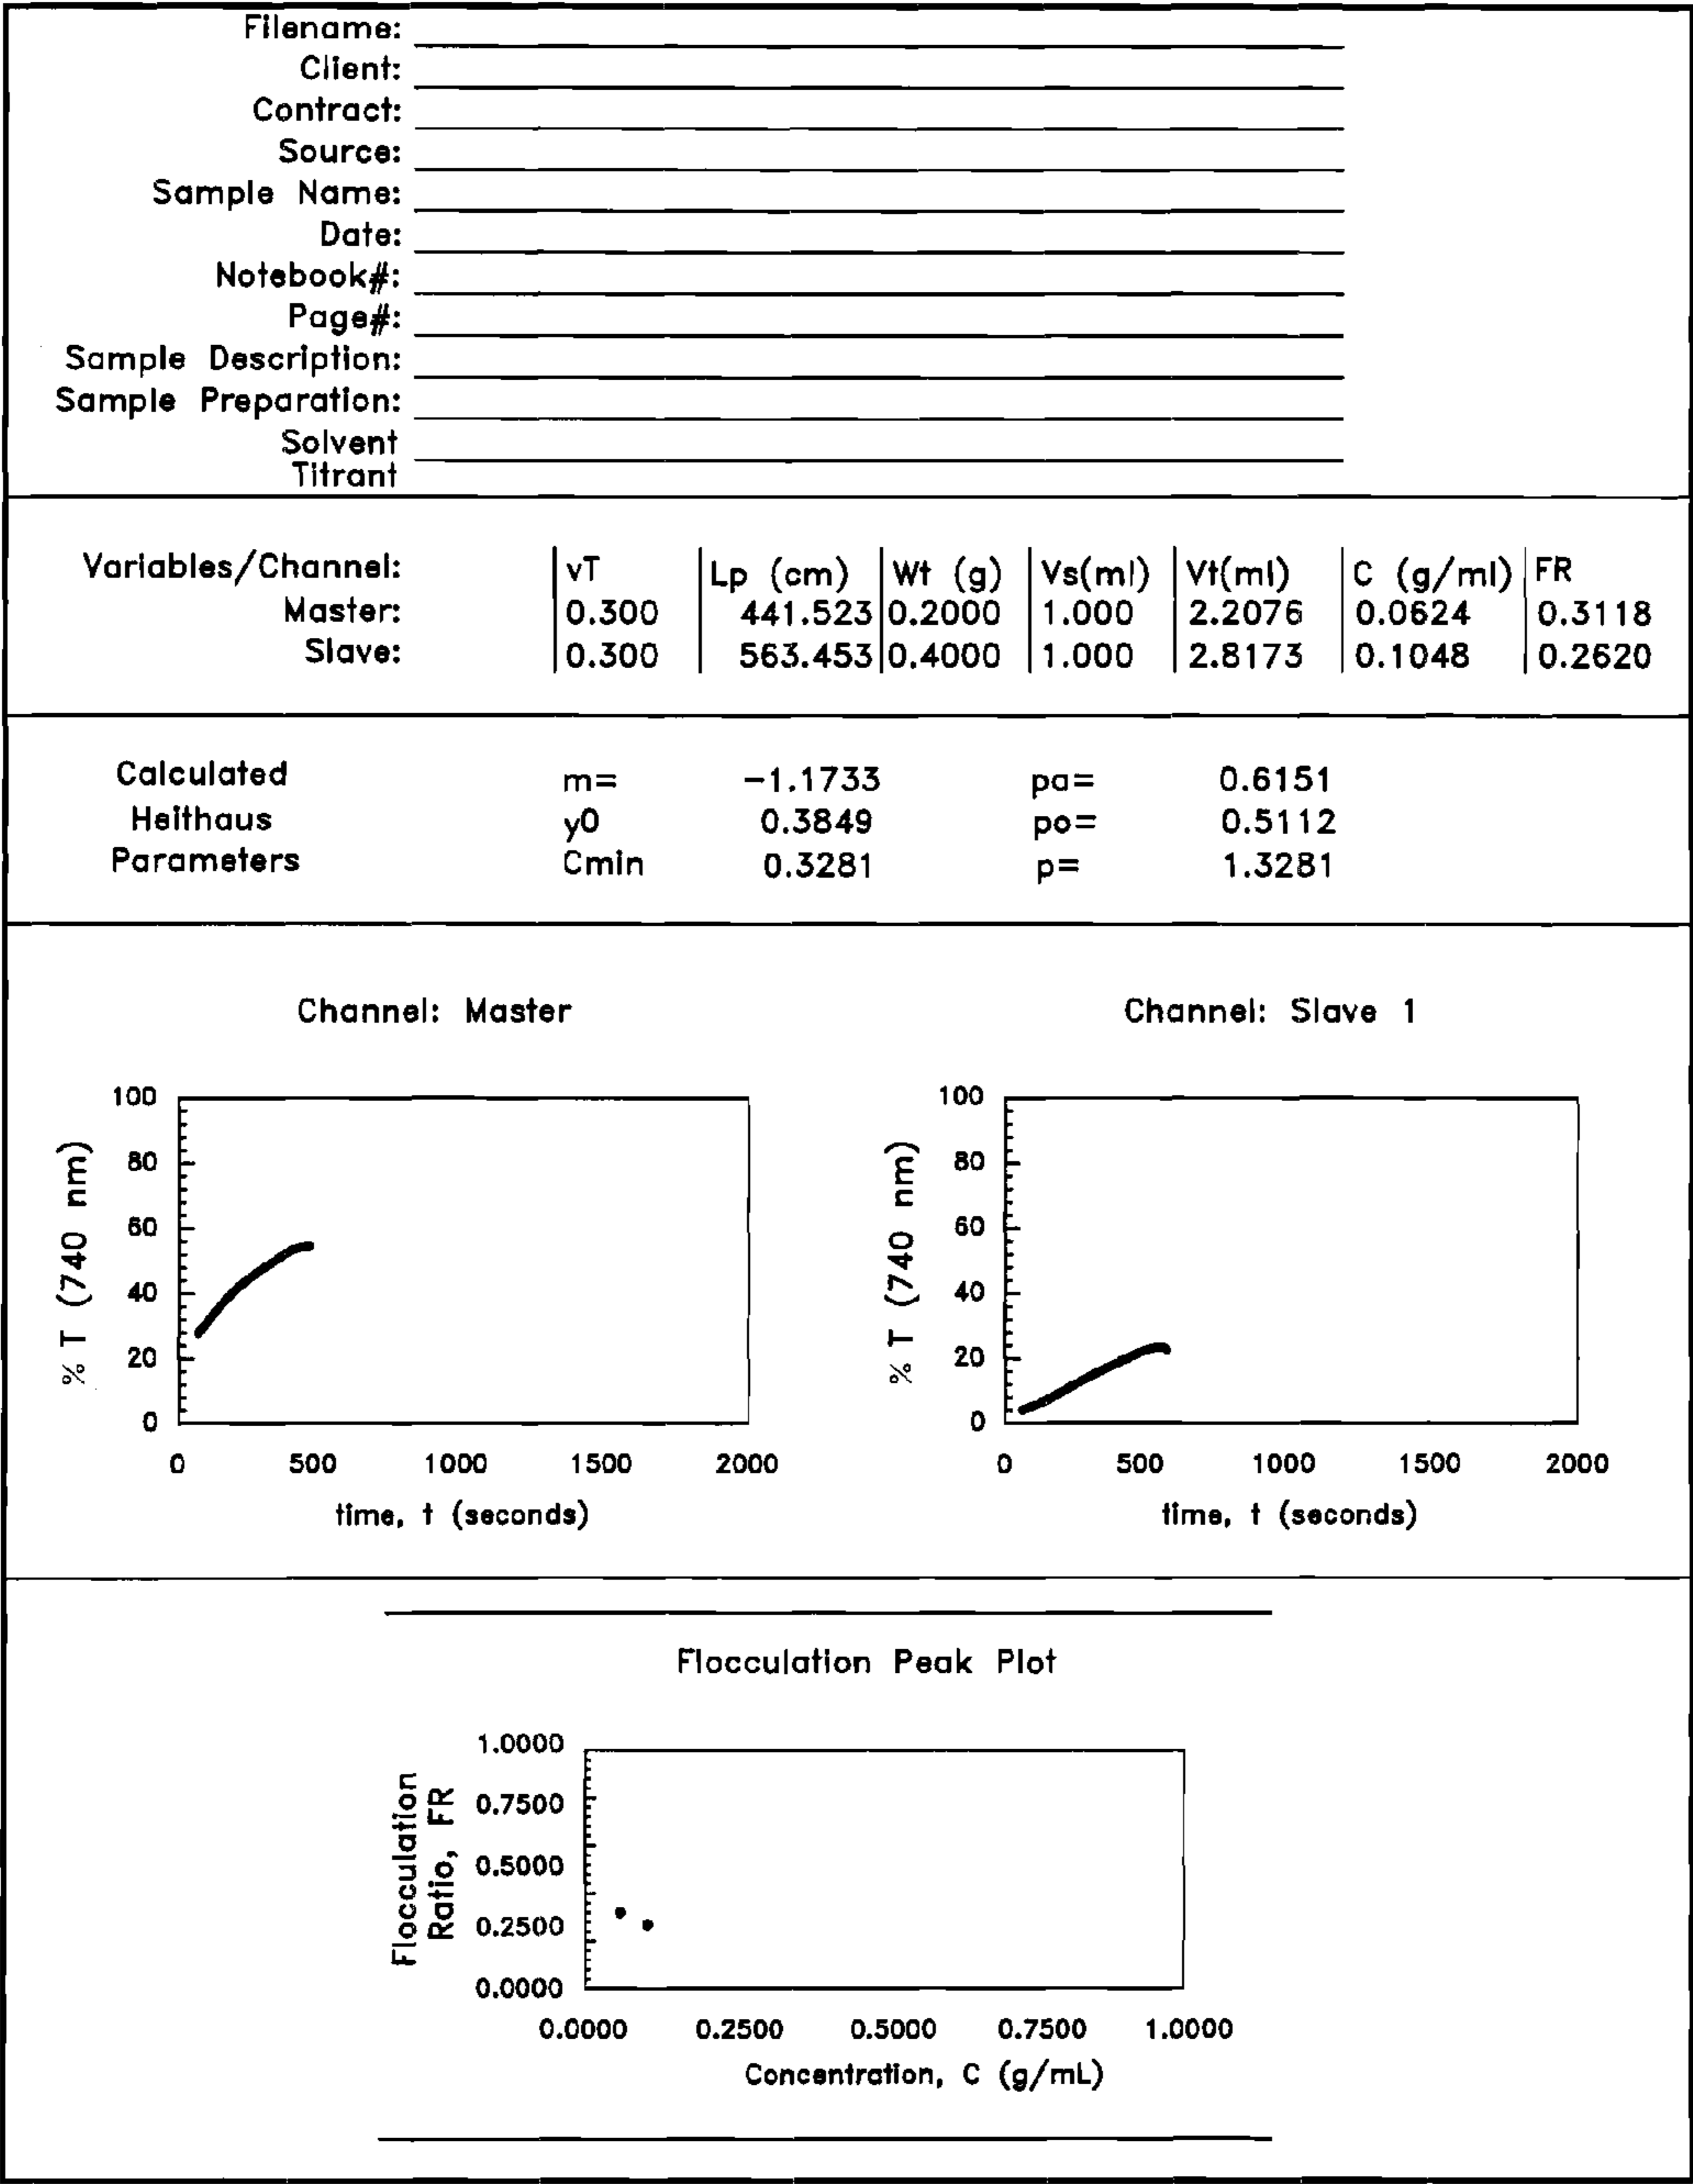 Filename:
Client:
Contract:
Source:
Sample Name:
Date:
Notebook#:
Page#:
Sample Description:
Sample Preparation:
Solvent
Titrant
Variables/Channel: vT Lp (cm) Wt (g) Vs(ml) Vt(ml) C (g/ml) FR
Master: 0.300 441.523 0.2000 1.000 2.2076 0.0624 0.3118
Slave: 0.300 563.453 0.4000 1.000 2.8173 0.1048 0.2620
Calculated m= -1.1733 pa= 0.6151
Heithaus y0 0.3849 po= 0.5112
Parameters Cmin 0.3281 p= 1.3281
Channel: Master
100
80
60
40
20
0
% T (740 nm)
0 500 1000 1500 2000
time, t (seconds)
Channel: Slave 1
100
80
60
40
20
0
% T (740 nm)
0 500 1000 1500 2000
time, t (seconds)
Flocculation Peak Plot
Flocculation
Ratio, FR
1.0000
0.7500
0.5000
0.2500
0.0000
0.0000 0.2500 0.5000 0.7500 1.0000
Concentration, C (g/mL)